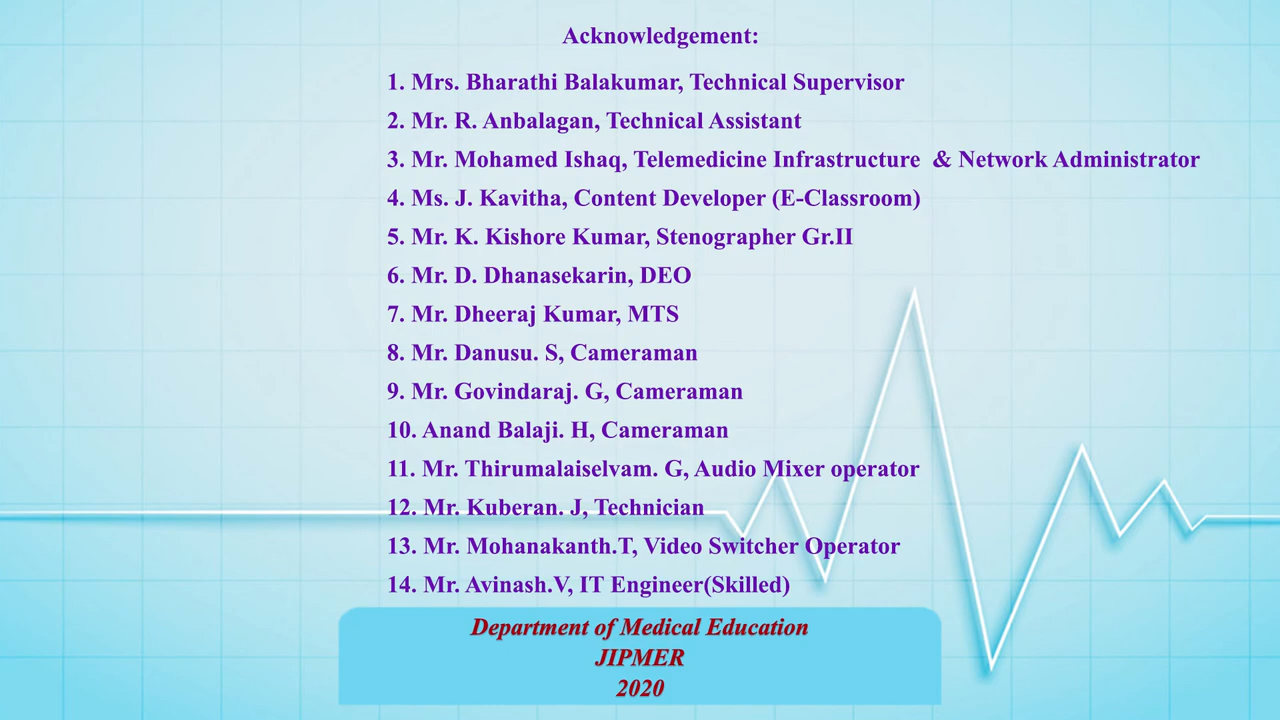 Acknowledgement:
1. Mrs. Bharathi Balakumar, Technical Supervisor
2. Mr. R. Anbalagan, Technical Assistant
3. Mr. Mohamed Ishaq, Telemedicine Infrastructure  & Network Administrator
4. Ms. J. Kavitha, Content Developer (E-Classroom)
5. Mr. K. Kishore Kumar, Stenographer Gr.II
6. Mr. D. Dhanasekarin, DEO
7. Mr. Dheeraj Kumar, MTS
8. Mr. Danusu. S, Cameraman
9. Mr. Govindaraj. G, Cameraman
10. Anand Balaji. H, Cameraman
11. Mr. Thirumalaiselvam. G, Audio Mixer operator
12. Mr. Kuberan. J, Technician
13. Mr. Mohanakanth.T, Video Switcher Operator
14. Mr. Avinash.V, IT Engineer(Skilled)
Department of Medical Education
JIPMER
2020